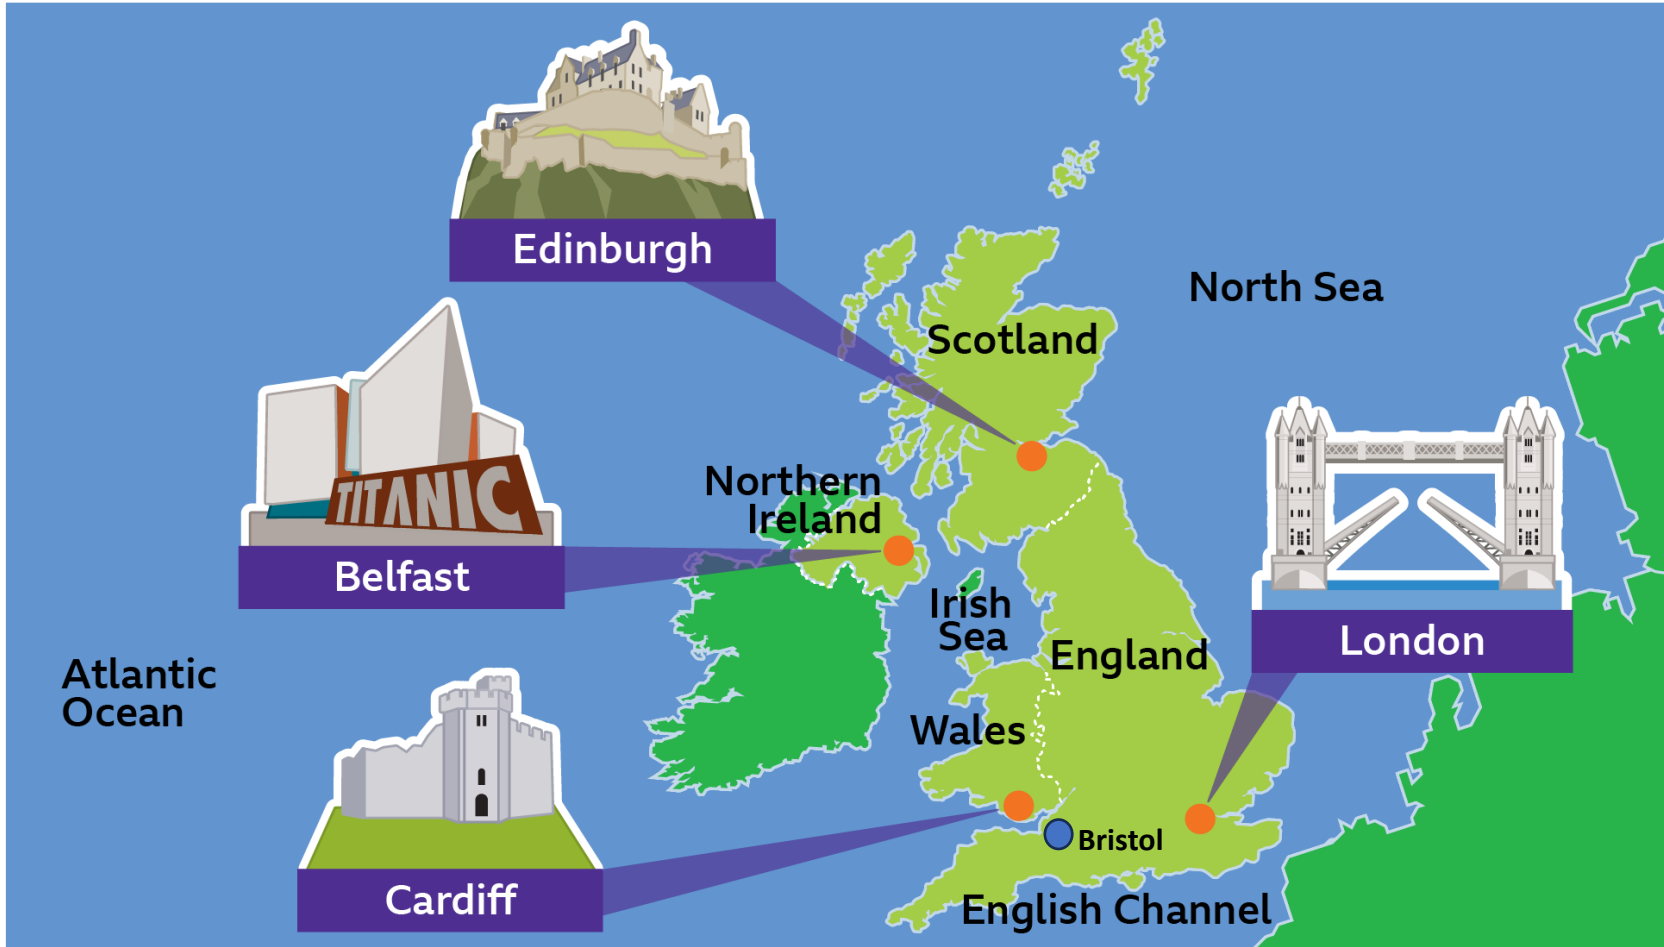 Edinburgh
North Sea
Scotland
TITANIC
Northern
Ireland
Belfast
Irish
Sea
England
London
Atlantic
Ocean
Wales
Bristol
Cardiff
English Channel